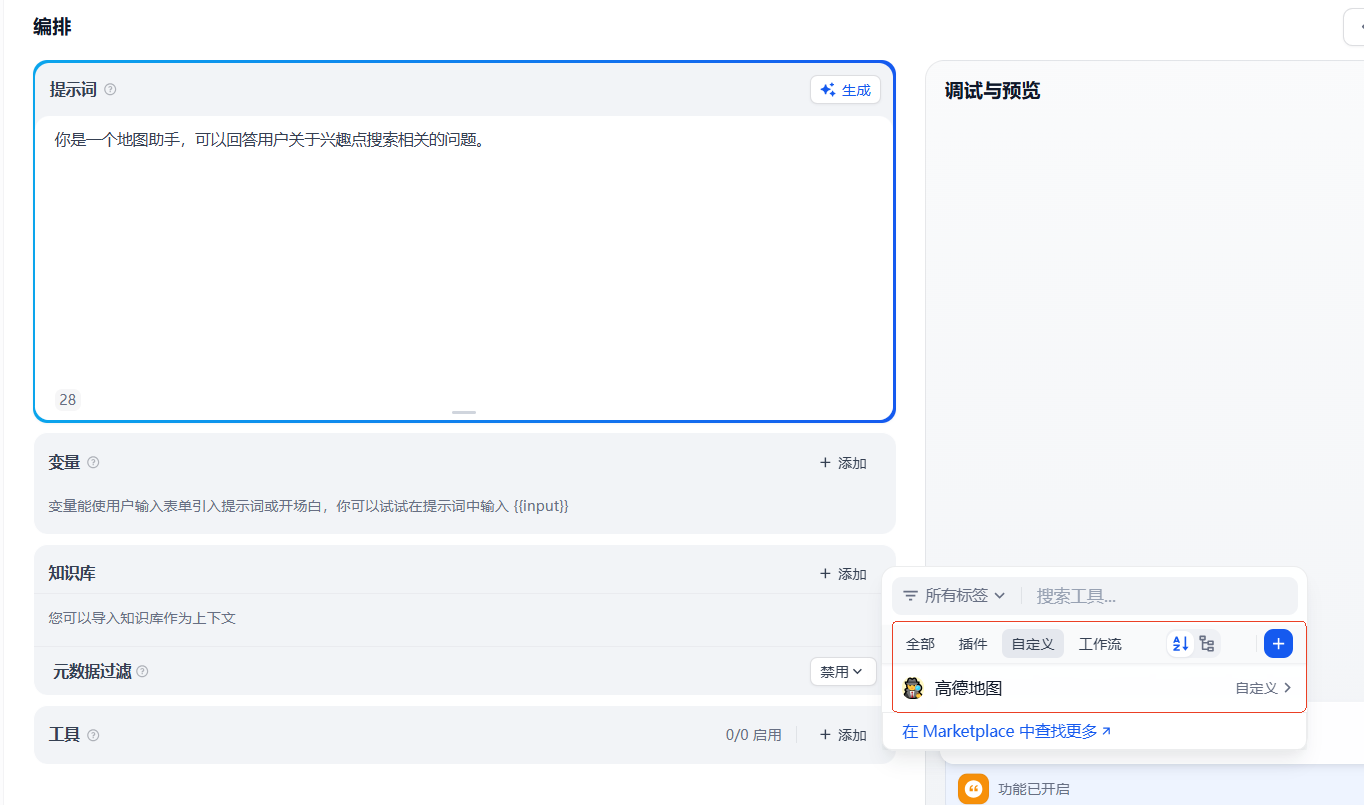 编排
提示词
生成
你是一个地图助手，可以回答用户关于兴趣点搜索相关的问题。
28
变量
+ 添加
变量能使用户输入表单引入提示词或开场白，你可以试试在提示词中输入 {{input}}
知识库
+ 添加
您可以导入知识库作为上下文
元数据过滤
禁用
工具
0/0 启用
+ 添加
调试与预览
所有标签
搜索工具...
全部 插件 自定义 工作流
高德地图
自定义
在 Marketplace 中查找更多
功能已开启